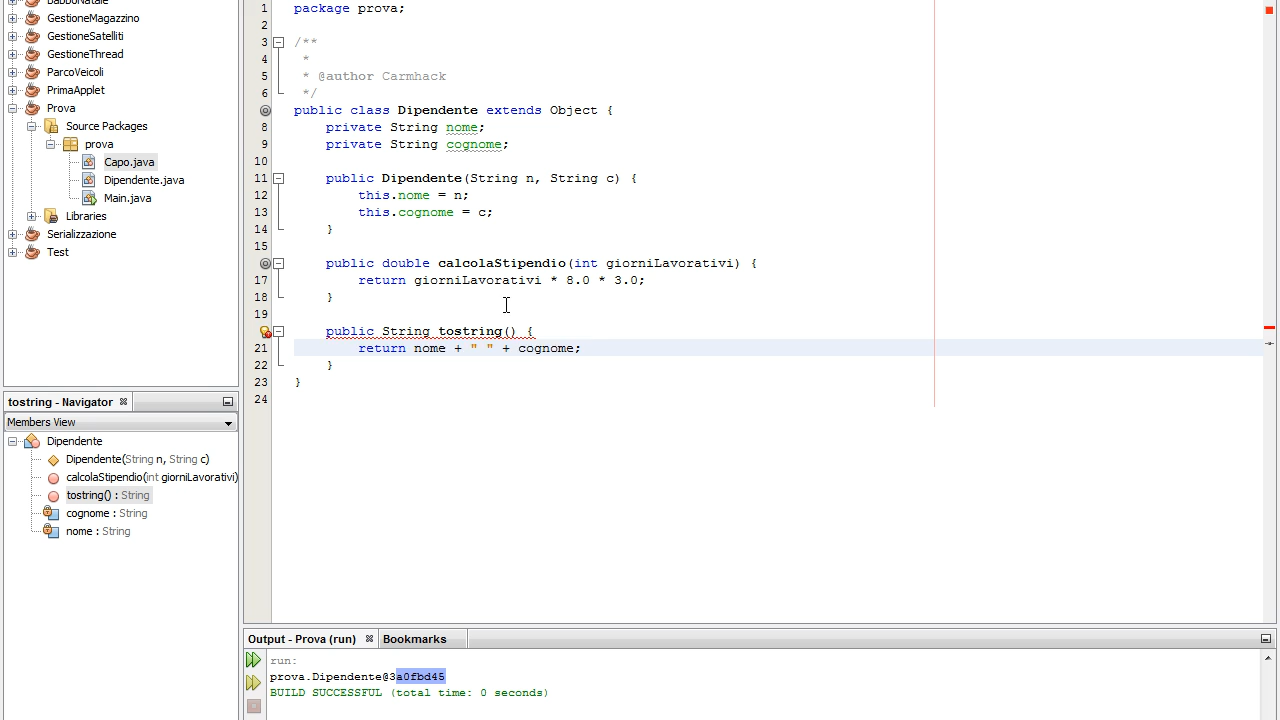 BabboNatale
GestioneMagazzino
GestioneSatelliti
GestioneThread
ParcoVeicoli
PrimaApplet
Prova
Source Packages
prova
Capo.java
Dipendente.java
Main.java
Libraries
Serializzazione
Test
tostring - Navigator
Members View
Dipendente
Dipendente(String n, String c)
calcolaStipendio(int giorniLavorativi)
tostring() : String
cognome : String
nome : String
1 package prova;
2
3 /**
4 *
5 * @author Carmhack
6 */
public class Dipendente extends Object {
8 private String nome;
9 private String cognome;
10
11 public Dipendente(String n, String c) {
12 this.nome = n;
13 this.cognome = c;
14 }
15
public double calcolaStipendio(int giorniLavorativi) {
17 return giorniLavorativi * 8.0 * 3.0;
18 }
19
public String tostring() {
21 return nome + " " + cognome;
22 }
23 }
24
Output - Prova (run)
Bookmarks
run:
prova.Dipendente@3a0fbd45
BUILD SUCCESSFUL (total time: 0 seconds)